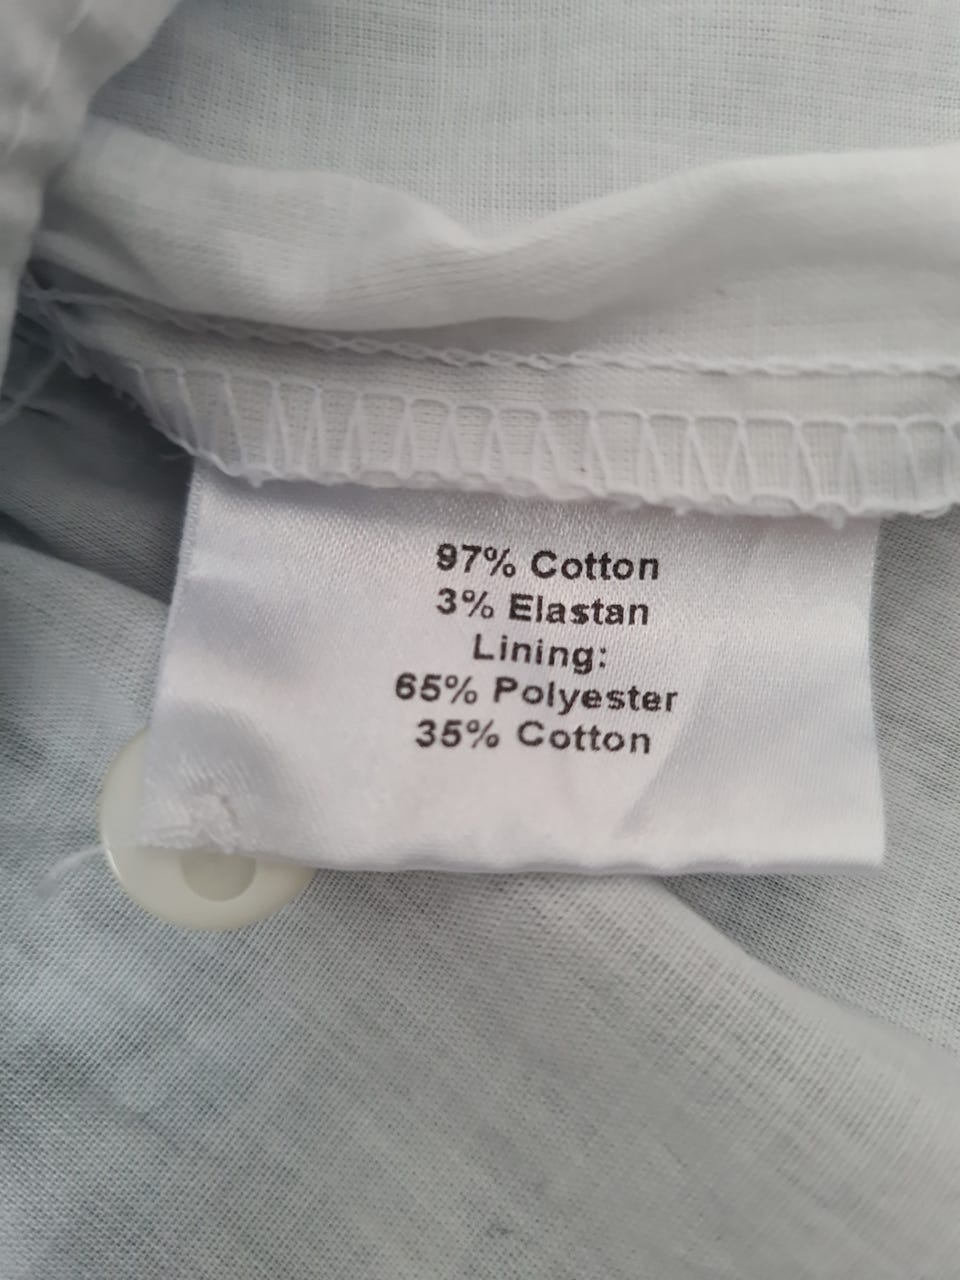 97% Cotton
3% Elastan
Lining:
65% Polyester
35% Cotton